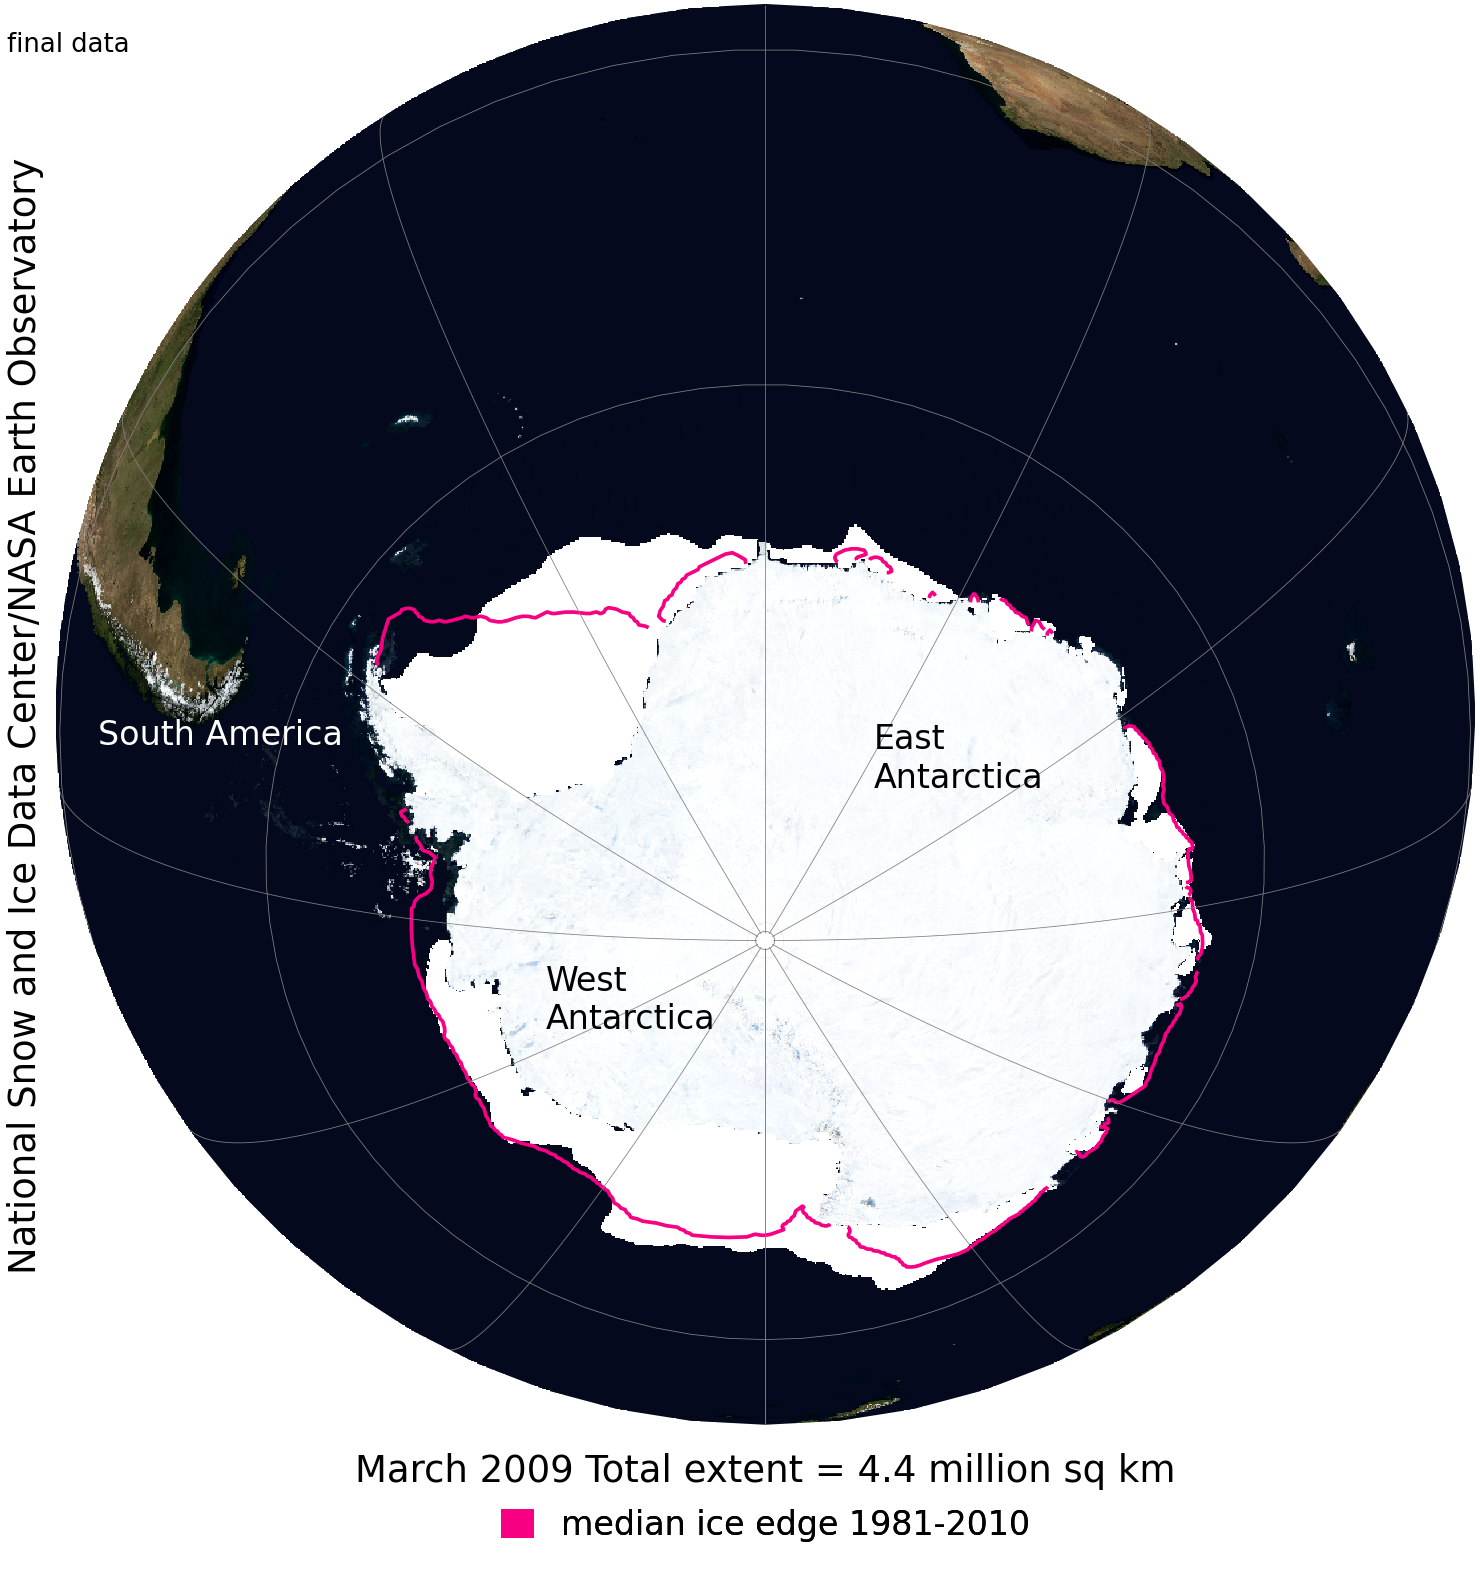 final data
National Snow and Ice Data Center/NASA Earth Observatory
South America
East
Antarctica
West
Antarctica
March 2009 Total extent = 4.4 million sq km
median ice edge 1981-2010